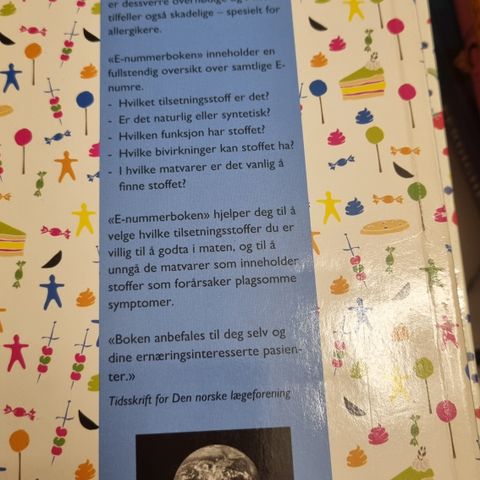 er dessverre overflødige og i
tilfeller også skadelige – spesielt for
allergikere.
«E-nummerboken» inneholder en
fullstendig oversikt over samtlige E-
numre.
- Hvilket tilsetningsstoff er det?
- Er det naturlig eller syntetisk?
- Hvilken funksjon har stoffet?
- Hvilke bivirkninger kan stoffet ha?
- I hvilke matvarer er det vanlig å
finne stoffet?
«E-nummerboken» hjelper deg til å
velge hvilke tilsetningsstoffer du er
villig til å godta i maten, og til å
unngå de matvarer som inneholder
stoffer som forårsaker plagsomme
symptomer.
«Boken anbefales til deg selv og
dine ernæringsinteresserte pasien-
ter.»
Tidsskrift for Den norske lægeforening